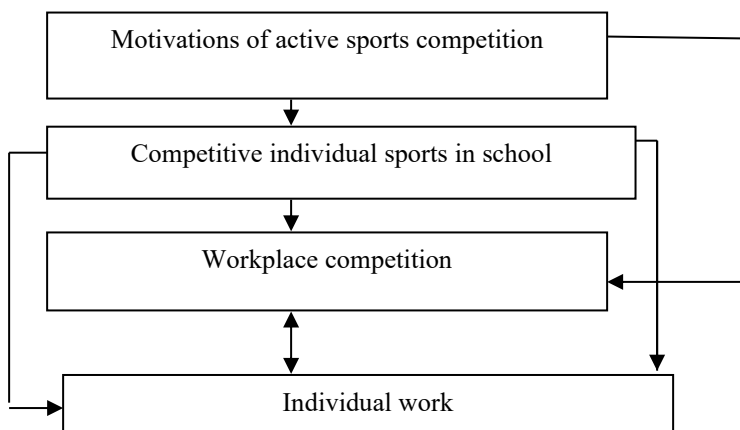 Motivations of active sports competition
Competitive individual sports in school
Workplace competition
Individual work